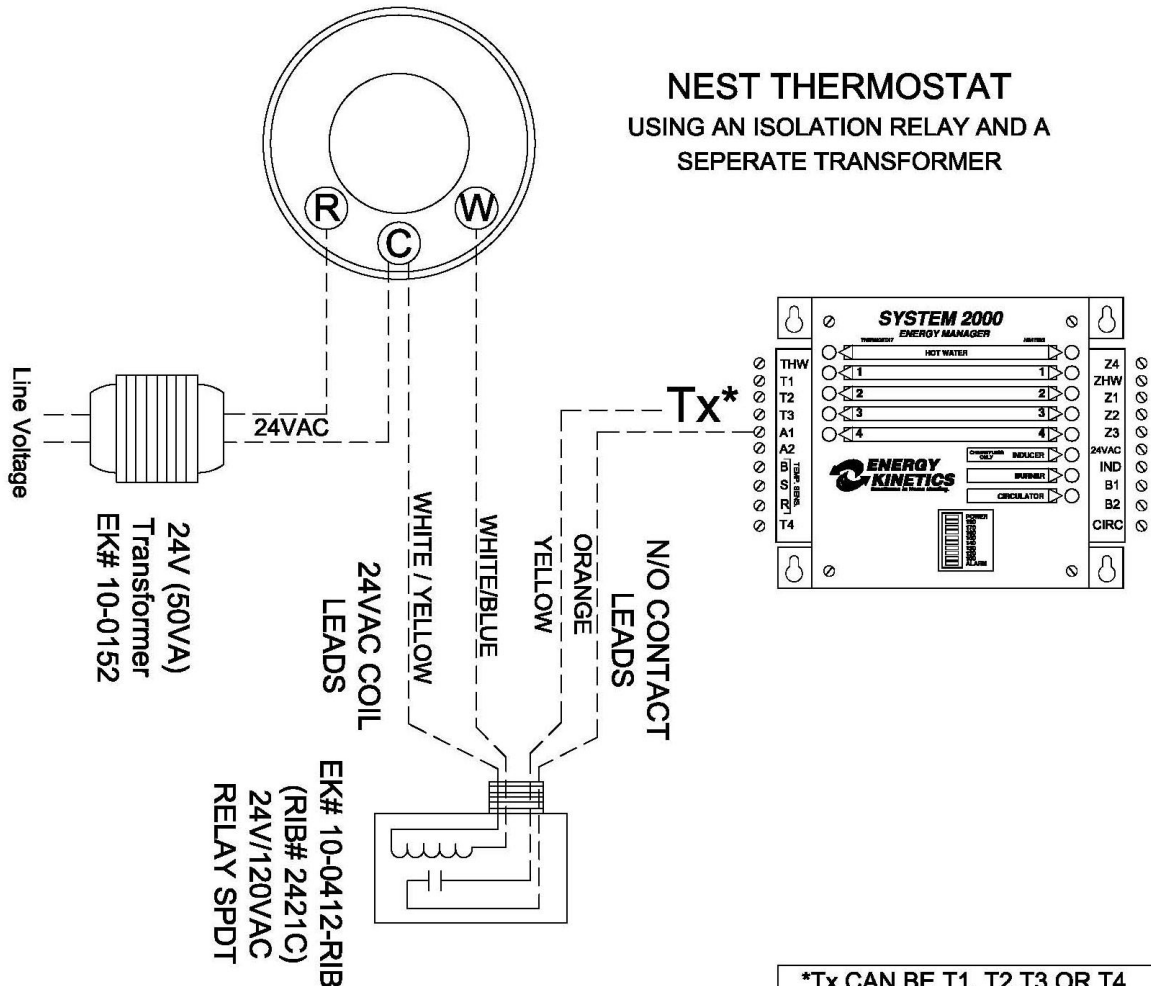 NEST THERMOSTAT
USING AN ISOLATION RELAY AND A
SEPERATE TRANSFORMER
R
C
W
Line Voltage
24VAC
24V (50VA)
Transformer
EK# 10-0152
WHITE / YELLOW
24VAC COIL
LEADS
WHITE/BLUE
YELLOW
ORANGE
N/O CONTACT
LEADS
Tx*
EK# 10-0412-RIB
(RIB# 2421C)
24V/120VAC
RELAY SPDT
SYSTEM 2000
ENERGY MANAGER
THERMOSTAT
HEATING
HOT WATER
1 1
2 2
3 3
4 4
INDUCER
BURNER
CIRCULATOR
ENERGY
KINETICS
THW
T1
T2
T3
A1
A2
B
S
R
TEMP. SENS.
T4
Z4
ZHW
Z1
Z2
Z3
24VAC
IND
B1
B2
CIRC
POWER
ALARM
*Tx CAN BE T1, T2,T3 OR T4